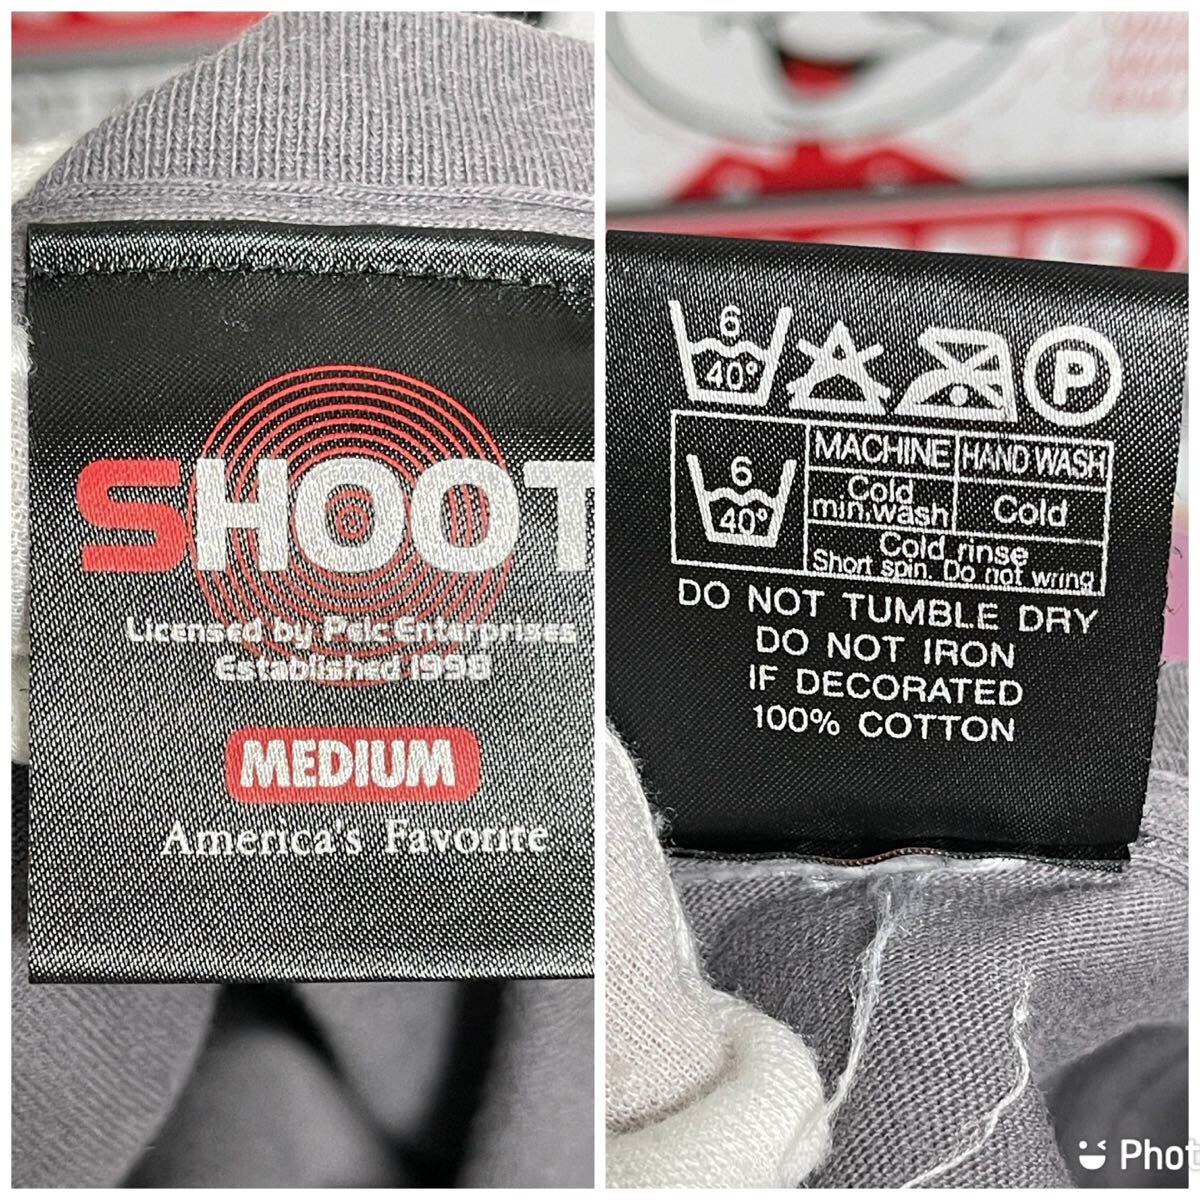 SHOOT
Licensed by Psic Enterprises
Established 1998
MEDIUM
America's Favorite
6
40°
P
6
40°
MACHINE HAND WASH
Cold
min.wash
Cold
Cold rinse
Short spin. Do not wring
DO NOT TUMBLE DRY
DO NOT IRON
IF DECORATED
100% COTTON
Phot